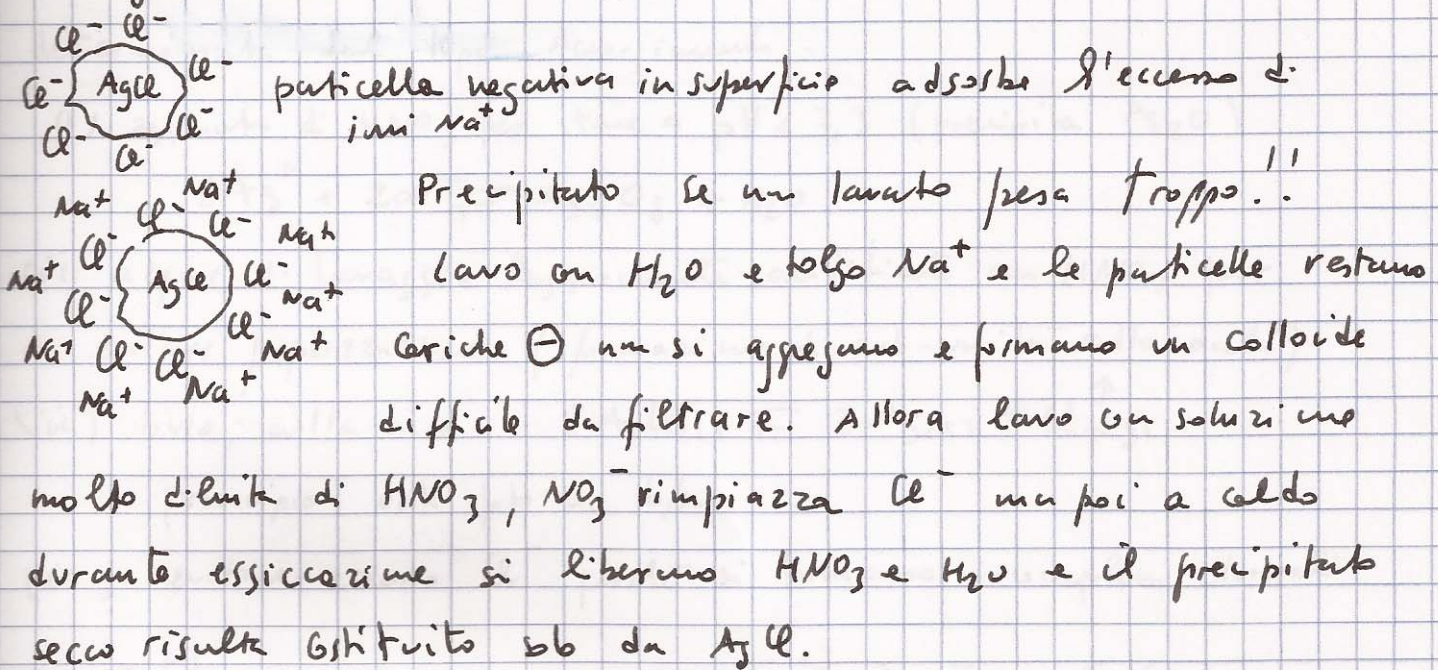 Cl⁻ Cl⁻
Cl⁻ AgCl Cl⁻ particella negativa in superficie adsorbe l'eccesso di
Cl⁻ Cl⁻ Cl⁻ ioni Na⁺
Na⁺ Na⁺ Precipitato se non lavato pesa troppo!!
Cl⁻ Cl⁻ Na⁺
Na⁺ Cl⁻ AgCl Cl⁻ Na⁺ Lavo con H₂O e tolgo Na⁺ e le particelle restano
Cl⁻ Cl⁻
Na⁺ Cl⁻ Cl⁻ Na⁺ cariche ⊖ non si aggregano e formano un colloide
Na⁺ Na⁺ difficile da filtrare. Allora lavo con soluzione
molto diluita di HNO₃, NO₃⁻ rimpiazza Cl⁻ ma poi a caldo
durante essiccazione si liberano HNO₃ e H₂O e il precipitato
secco risulta costituito solo da AgCl.